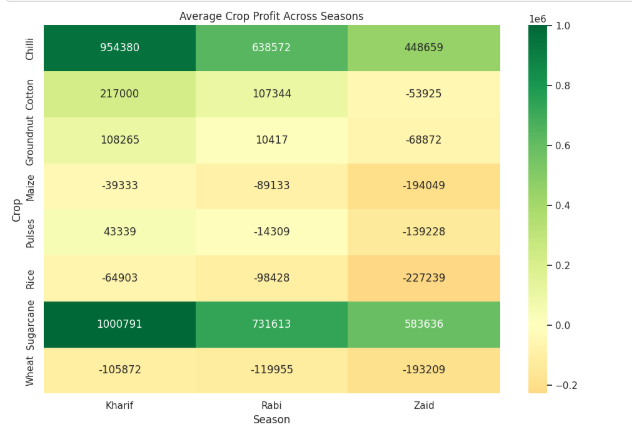 Average Crop Profit Across Seasons
1e6
Chilli 954380 638572 448659
Cotton 217000 107344 -53925
Groundnut 108265 10417 -68872
Maize -39333 -89133 -194049
Pulses 43339 -14309 -139228
Rice -64903 -98428 -227239
Sugarcane 1000791 731613 583636
Wheat -105872 -119955 -193209
Crop
Kharif Rabi Zaid
Season
1.0
0.8
0.6
0.4
0.2
0.0
−0.2